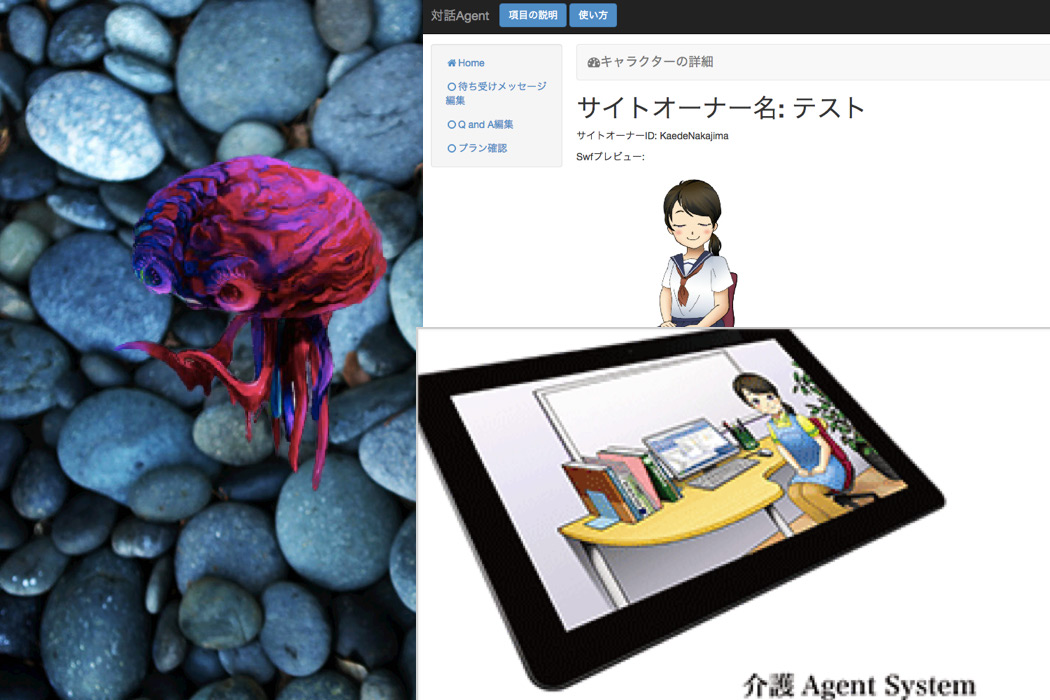 対話Agent 項目の説明 使い方
Home
待ち受けメッセージ
編集
Q and A編集
プラン確認
キャラクターの詳細
サイトオーナー名: テスト
サイトオーナーID: KaedeNakajima
Swfプレビュー:
介護 Agent System